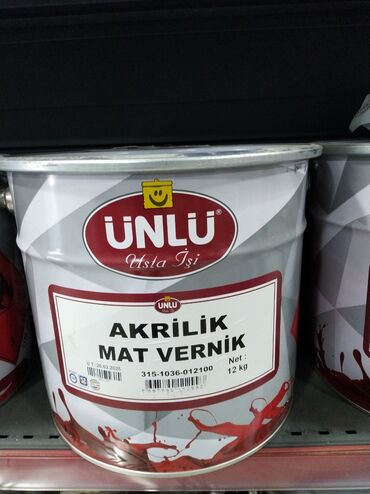 ÜNLÜ®
Usta İşi
ÜNLÜ
AKRİLİK
MAT VERNİK
315-1036-012100
Net :
12 kg